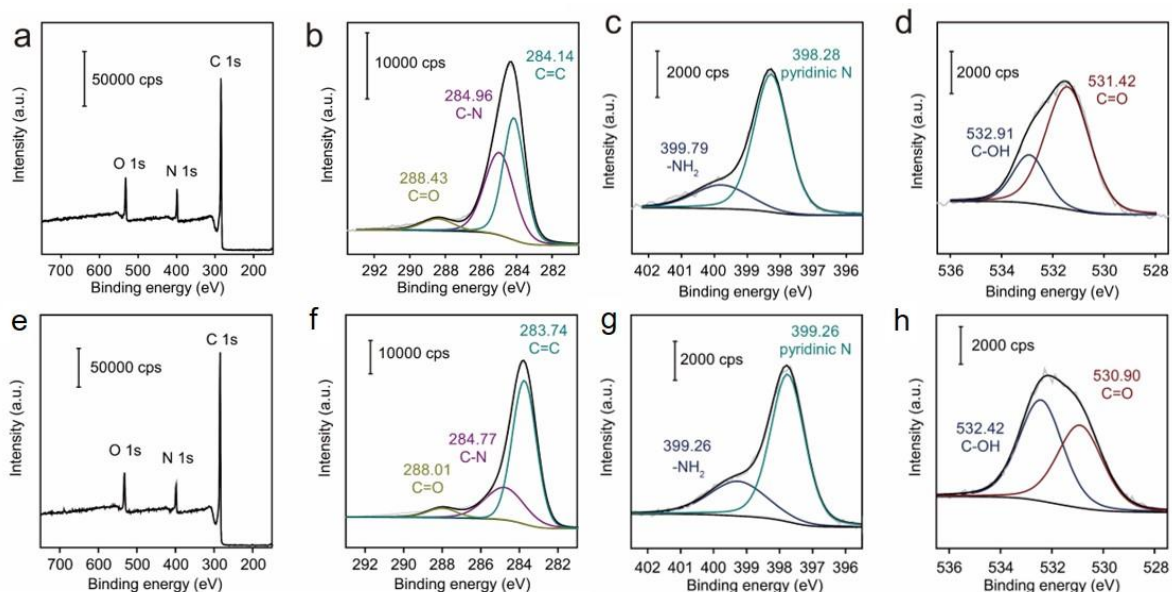 a
C 1s
50000 cps
O 1s
N 1s
Intensity (a.u.)
700 600 500 400 300 200
Binding energy (eV)
b
10000 cps
284.14
C=C
284.96
C-N
288.43
C=O
Intensity (a.u.)
292 290 288 286 284 282
Binding energy (eV)
c
2000 cps
398.28
pyridinic N
399.79
-NH2
Intensity (a.u.)
402 401 400 399 398 397 396
Binding energy (eV)
d
2000 cps
531.42
C=O
532.91
C-OH
Intensity (a.u.)
536 534 532 530 528
Binding energy (eV)
e
C 1s
50000 cps
O 1s
N 1s
Intensity (a.u.)
700 600 500 400 300 200
Binding energy (eV)
f
283.74
C=C
10000 cps
284.77
C-N
288.01
C=O
Intensity (a.u.)
292 290 288 286 284 282
Binding energy (eV)
g
399.26
pyridinic N
2000 cps
399.26
-NH2
Intensity (a.u.)
402 400 398 396
Binding energy (eV)
h
2000 cps
530.90
C=O
532.42
C-OH
Intensity (a.u.)
536 534 532 530 528
Binding energy (eV)